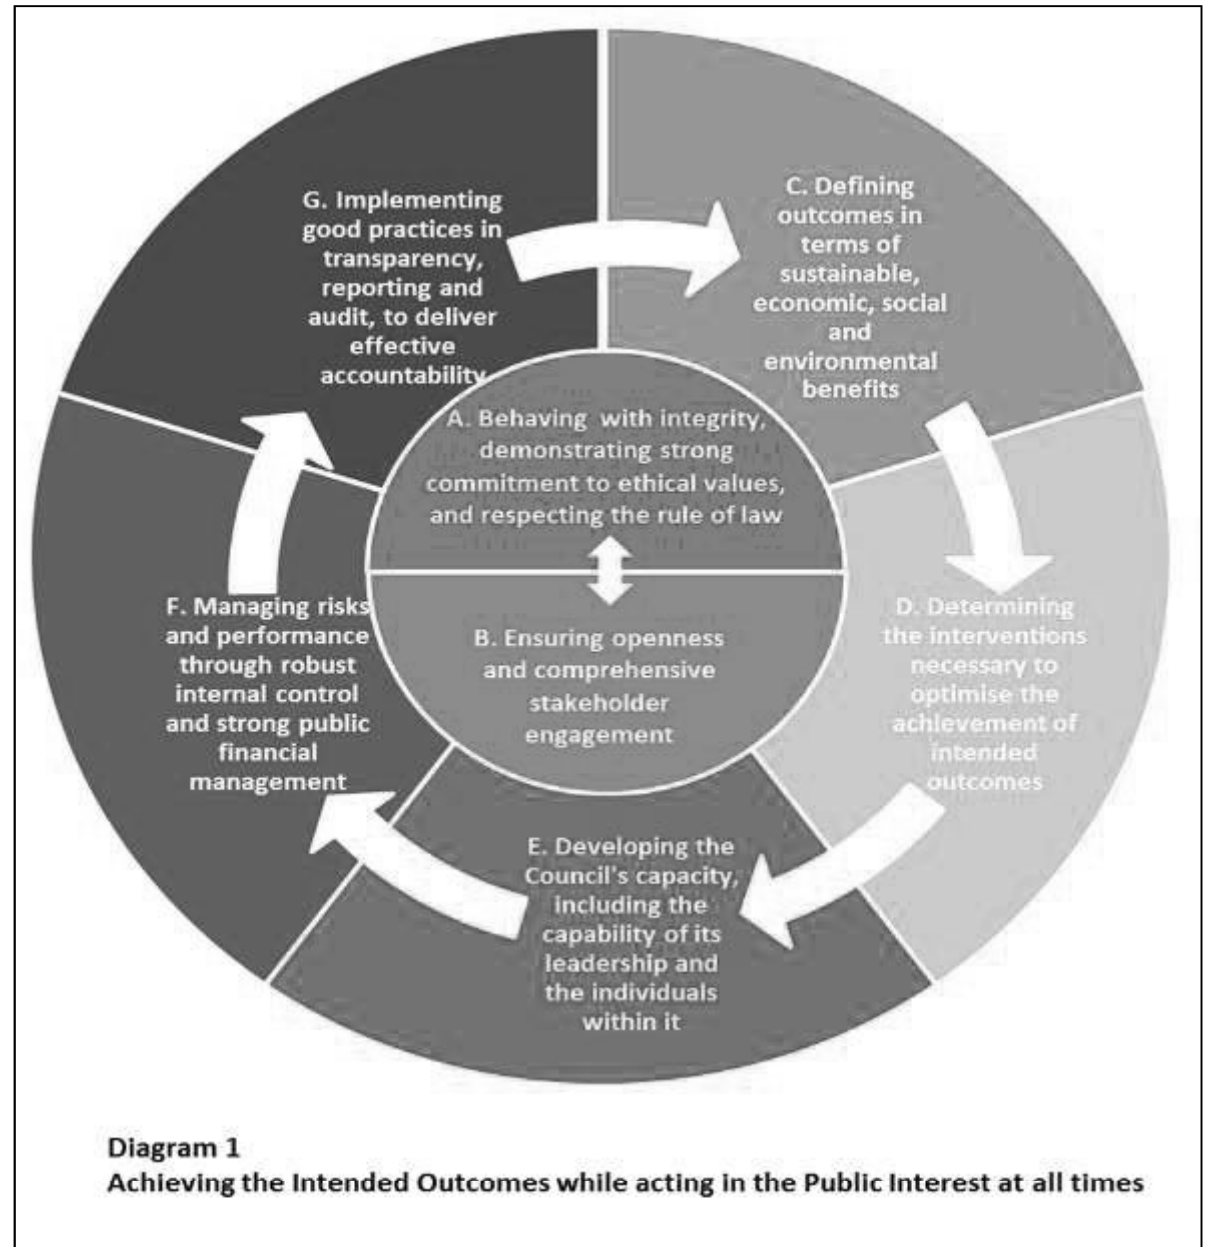 G. Implementing
good practices in
transparency,
reporting and
audit, to deliver
effective
accountability
C. Defining
outcomes in
terms of
sustainable,
economic, social
and
environmental
benefits
A. Behaving with integrity,
demonstrating strong
commitment to ethical values,
and respecting the rule of law
B. Ensuring openness
and comprehensive
stakeholder
engagement
D. Determining
the interventions
necessary to
optimise the
achievement of
intended
outcomes
E. Developing the
Council's capacity,
including the
capability of its
leadership and
the individuals
within it
F. Managing risks
and performance
through robust
internal control
and strong public
financial
management
Diagram 1
Achieving the Intended Outcomes while acting in the Public Interest at all times